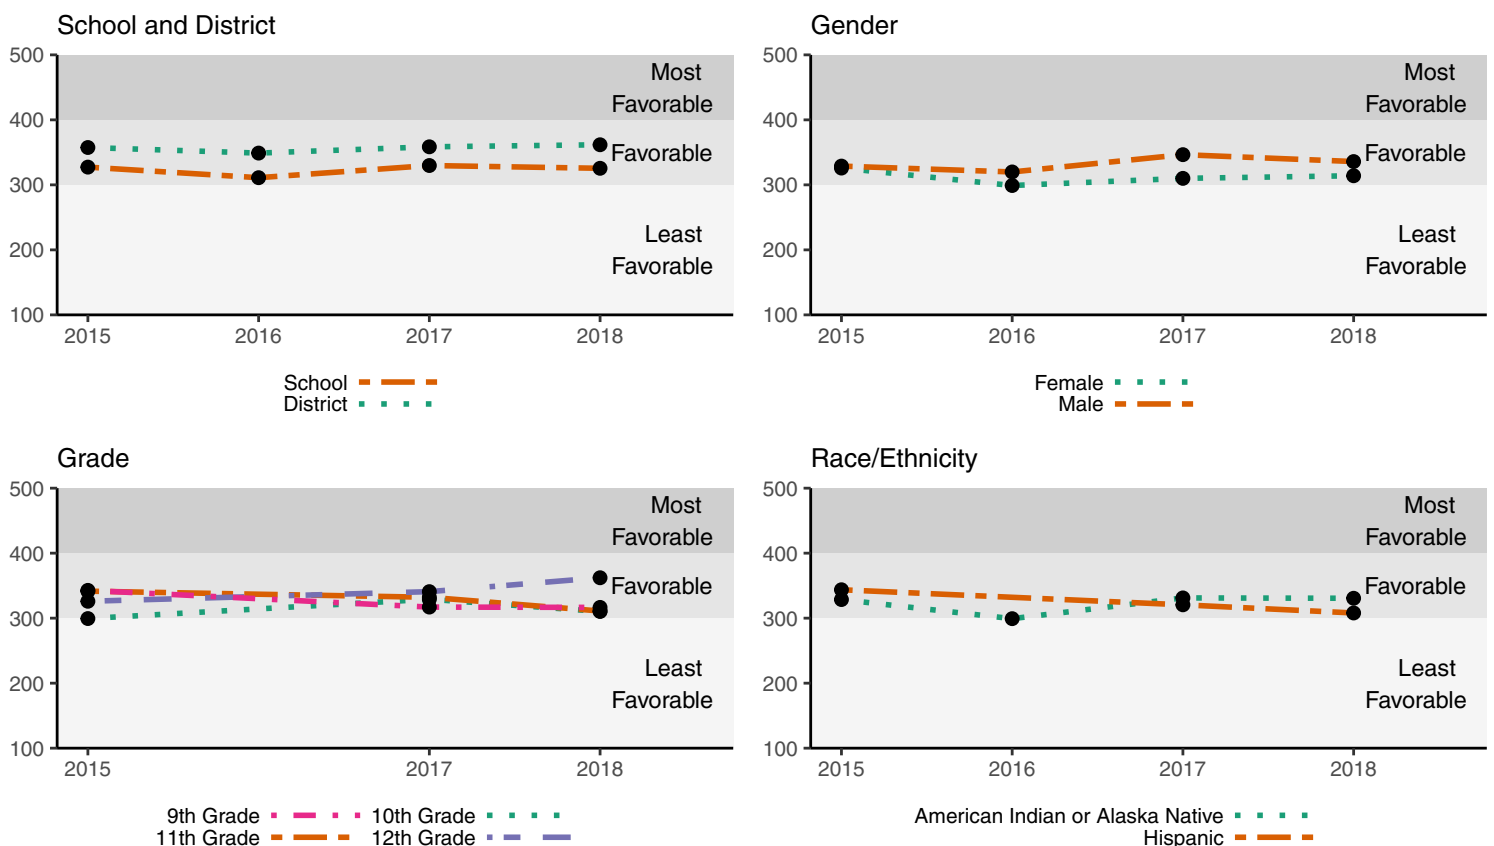 School and District
500
400
300
200
100
Most
Favorable
Favorable
Least
Favorable
2015 2016 2017 2018
School
District
Gender
500
400
300
200
100
Most
Favorable
Favorable
Least
Favorable
2015 2016 2017 2018
Female
Male
Grade
500
400
300
200
100
Most
Favorable
Favorable
Least
Favorable
2015 2017 2018
9th Grade 10th Grade
11th Grade 12th Grade
Race/Ethnicity
500
400
300
200
100
Most
Favorable
Favorable
Least
Favorable
2015 2016 2017 2018
American Indian or Alaska Native
Hispanic